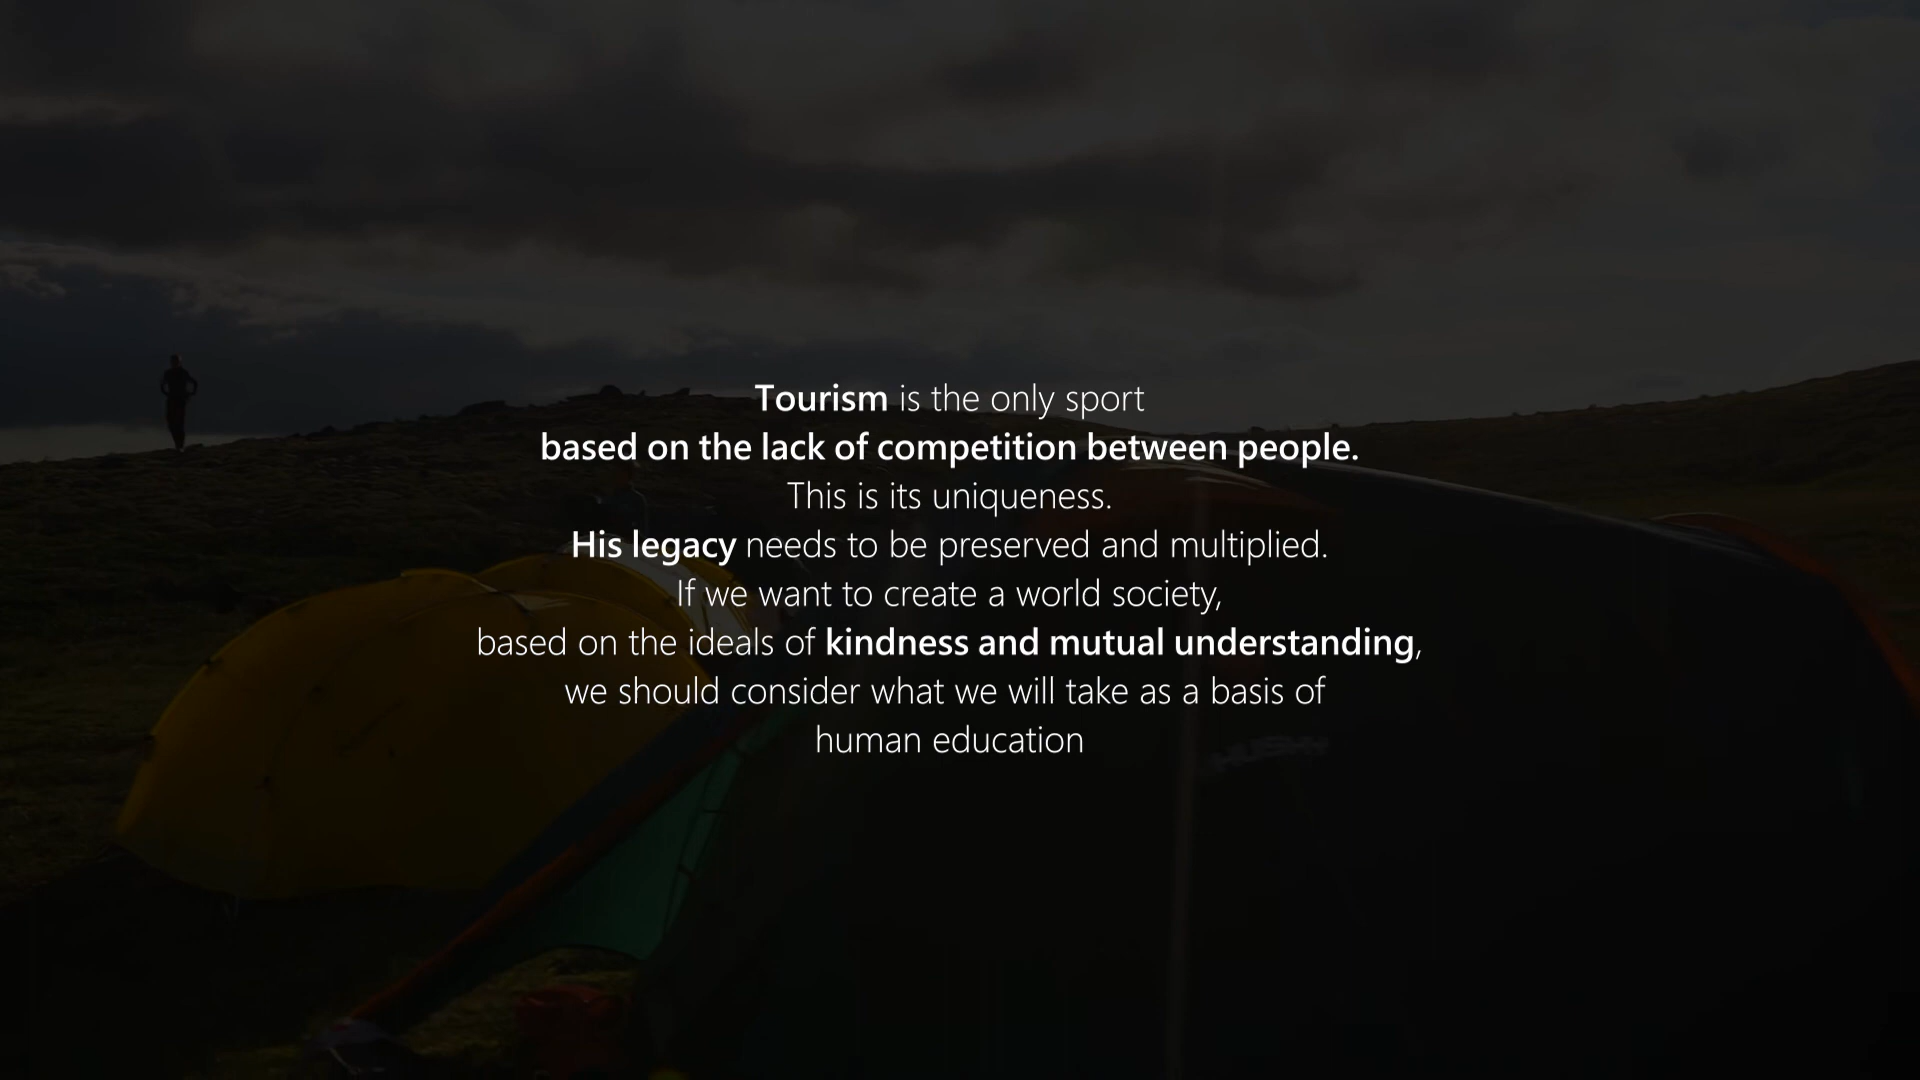 Tourism is the only sport
based on the lack of competition between people.
This is its uniqueness.
His legacy needs to be preserved and multiplied.
If we want to create a world society,
based on the ideals of kindness and mutual understanding,
we should consider what we will take as a basis of
human education